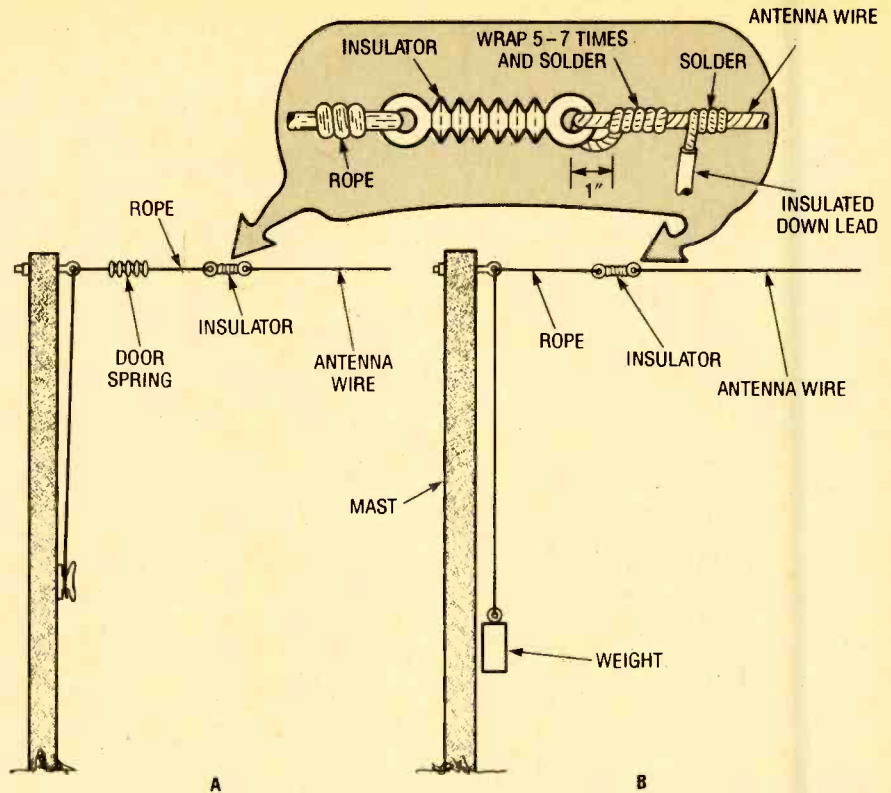 ANTENNA WIRE
INSULATOR
WRAP 5–7 TIMES
AND SOLDER
SOLDER
ROPE
1"
INSULATED
DOWN LEAD
ROPE
INSULATOR
DOOR
SPRING
ANTENNA
WIRE
ROPE
INSULATOR
ANTENNA WIRE
MAST
WEIGHT
A
B